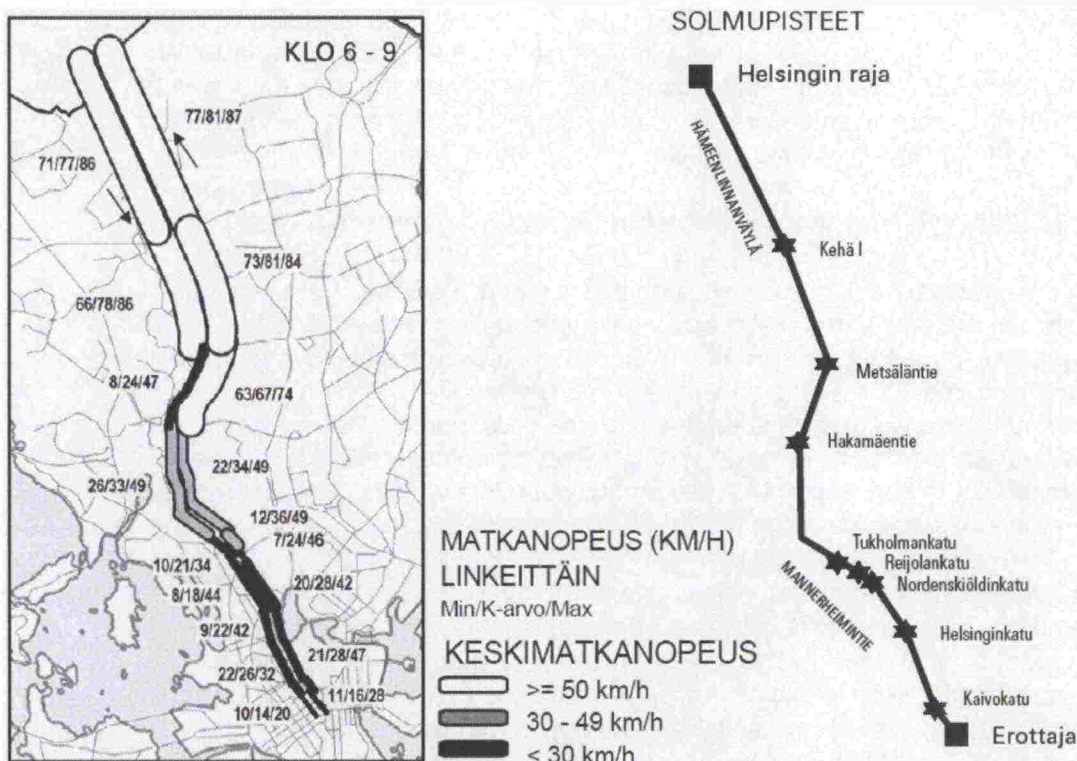 KLO 6 - 9
77/81/87
71/77/86
73/81/84
66/78/86
8/24/47
63/67/74
22/34/49
26/33/49
12/36/49
7/24/46
10/21/34
20/28/42
8/18/44
9/22/42
21/28/47
22/26/32
11/16/28
10/14/20
MATKANOPEUS (KM/H)
LINKEITTÄIN
Min/K-arvo/Max
KESKIMATKANOPEUS
>= 50 km/h
30 - 49 km/h
< 30 km/h
SOLMUPISTEET
Helsingin raja
HÄMEENLINNANVÄYLÄ
Kehä I
Metsäläntie
Hakamäentie
Tukholmankatu
Reijolankatu
Nordenskiöldinkatu
MANNERHEIMINTIE
Helsinginkatu
Kaivokatu
Erottaja